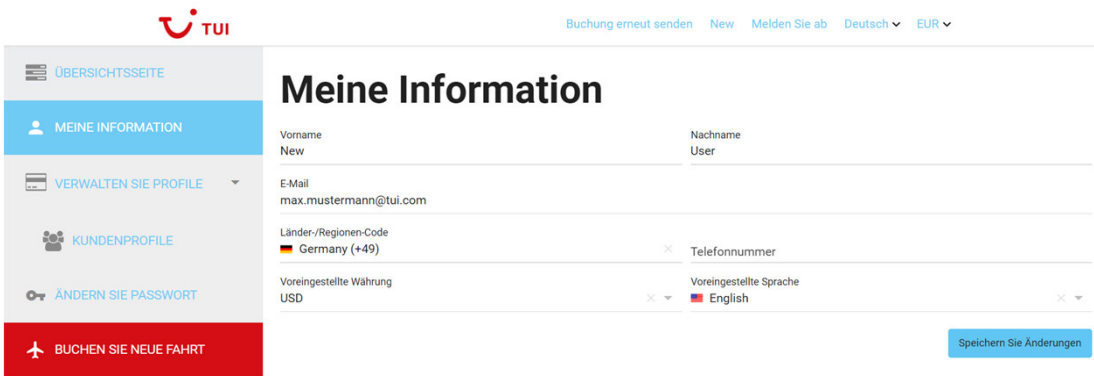 TUI
Buchung erneut senden New Melden Sie ab Deutsch EUR
ÜBERSICHTSSEITE
MEINE INFORMATION
VERWALTEN SIE PROFILE
KUNDENPROFILE
ÄNDERN SIE PASSWORT
BUCHEN SIE NEUE FAHRT
Meine Information
Vorname Nachname
New User
E-Mail
max.mustermann@tui.com
Länder-/Regionen-Code
Germany (+49) Telefonnummer
Voreingestellte Währung Voreingestellte Sprache
USD English
Speichern Sie Änderungen